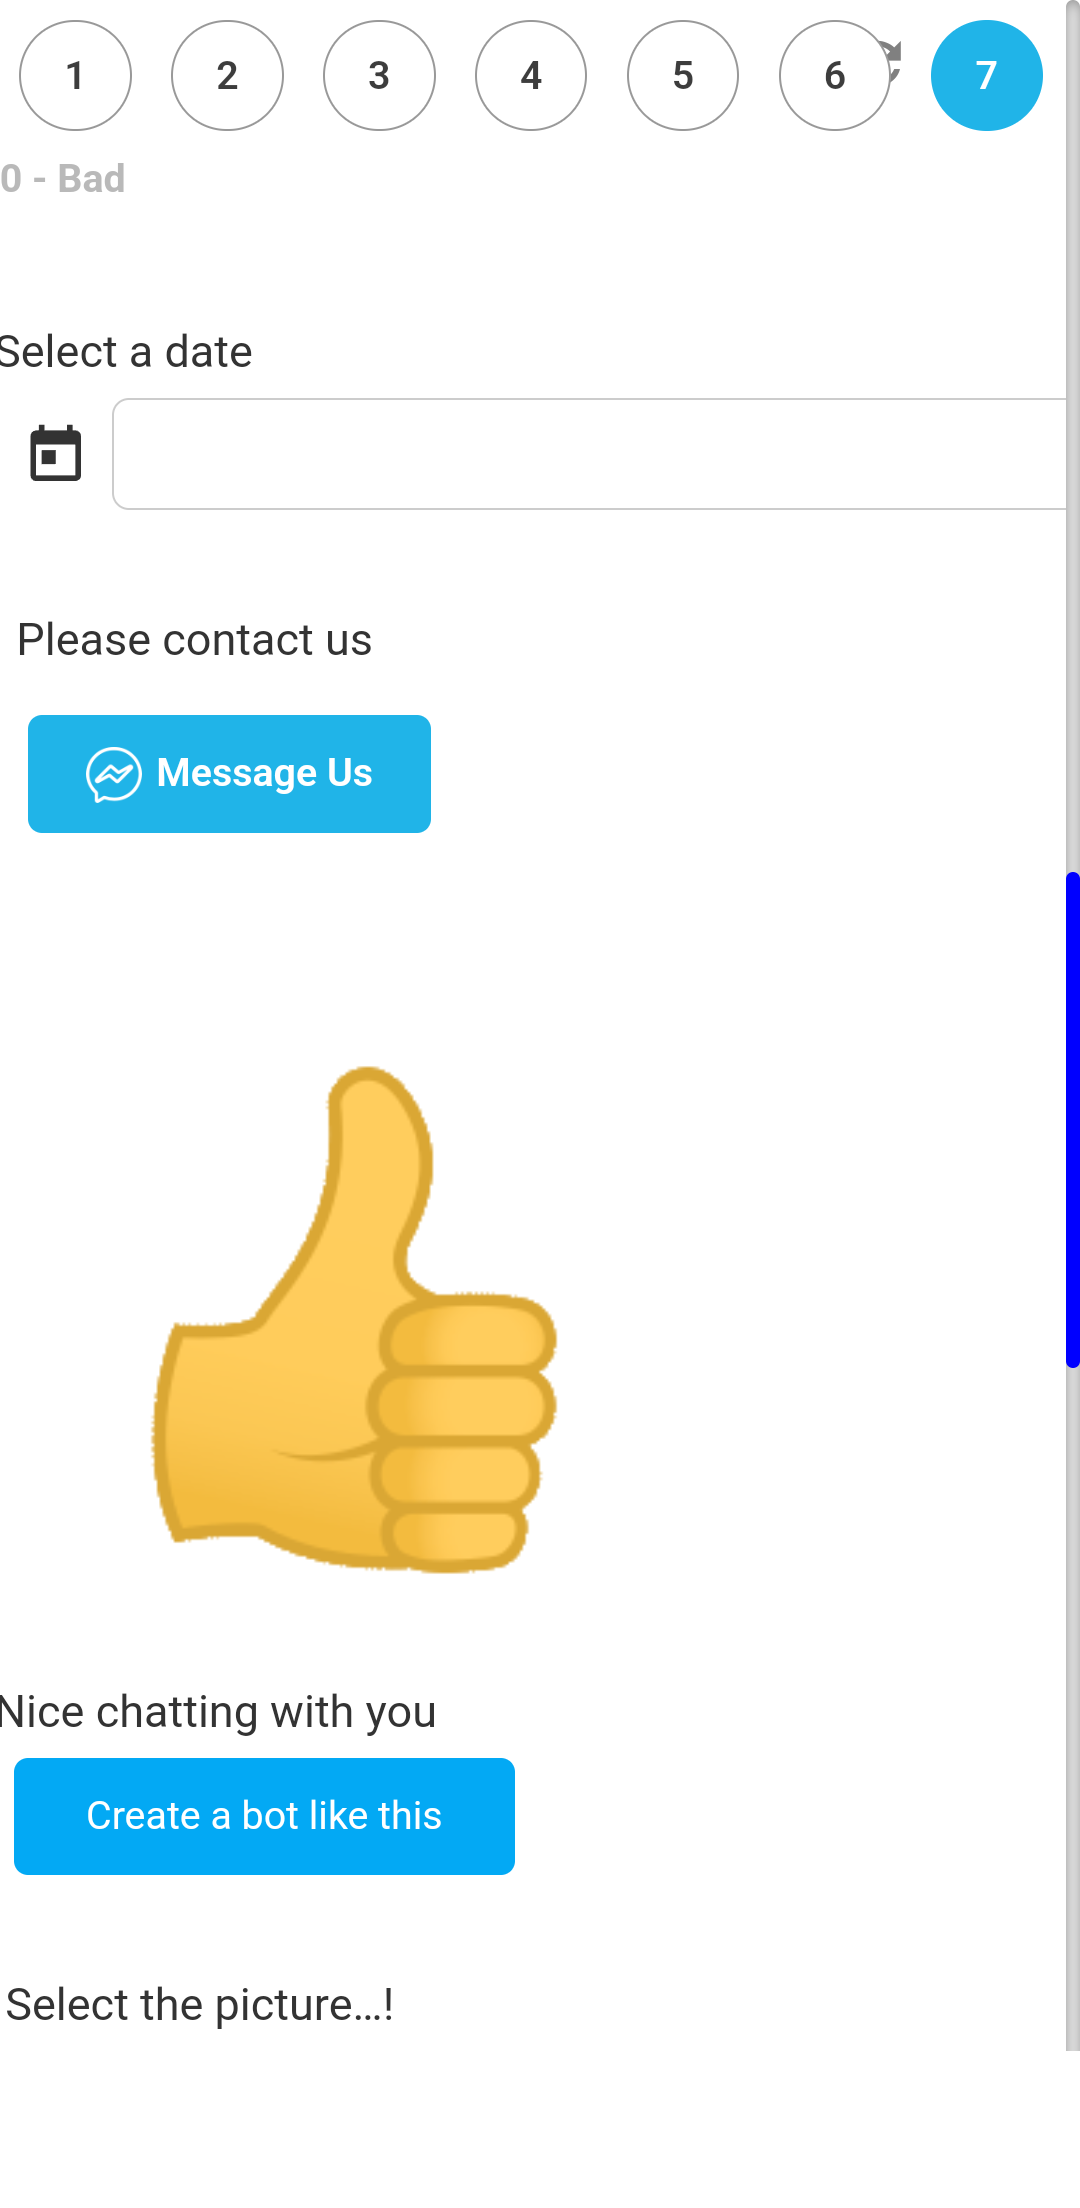 1 2 3 4 5 6 7
0 - Bad
Select a date
Please contact us
Message Us
Nice chatting with you
Create a bot like this
Select the picture...!